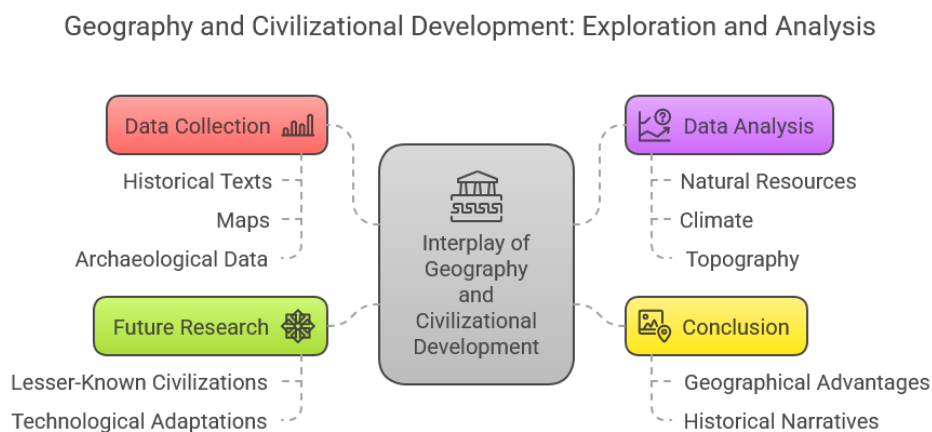 Geography and Civilizational Development: Exploration and Analysis
Data Collection
Historical Texts
Maps
Archaeological Data
Future Research
Lesser-Known Civilizations
Technological Adaptations
Interplay of
Geography
and
Civilizational
Development
Data Analysis
Natural Resources
Climate
Topography
Conclusion
Geographical Advantages
Historical Narratives